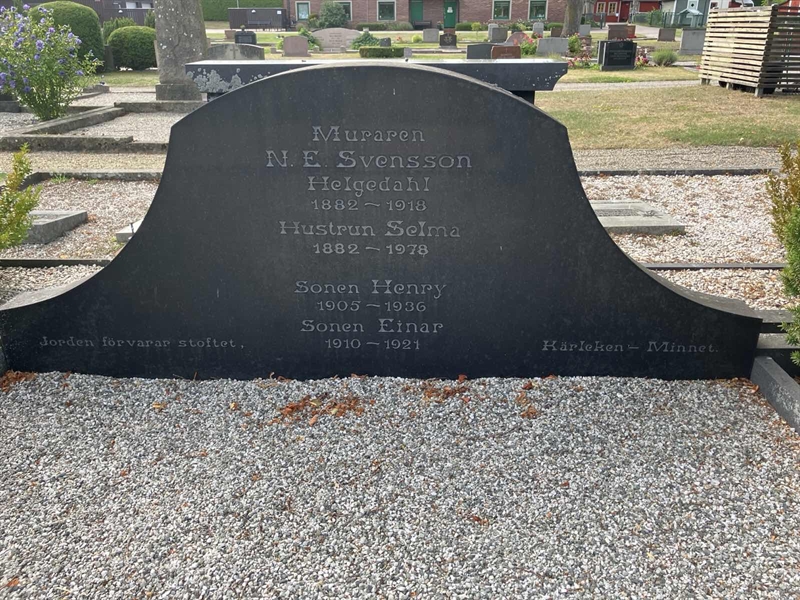 Muraren
N. E. Svensson
Helgedahl
1882 ~ 1918
Hustrun Selma
1882 ~ 1978
Sonen Henry
1905 ~ 1936
Sonen Einar
1910 ~ 1921
Jorden förvarar stoftet.
Kärleken – Minnet.